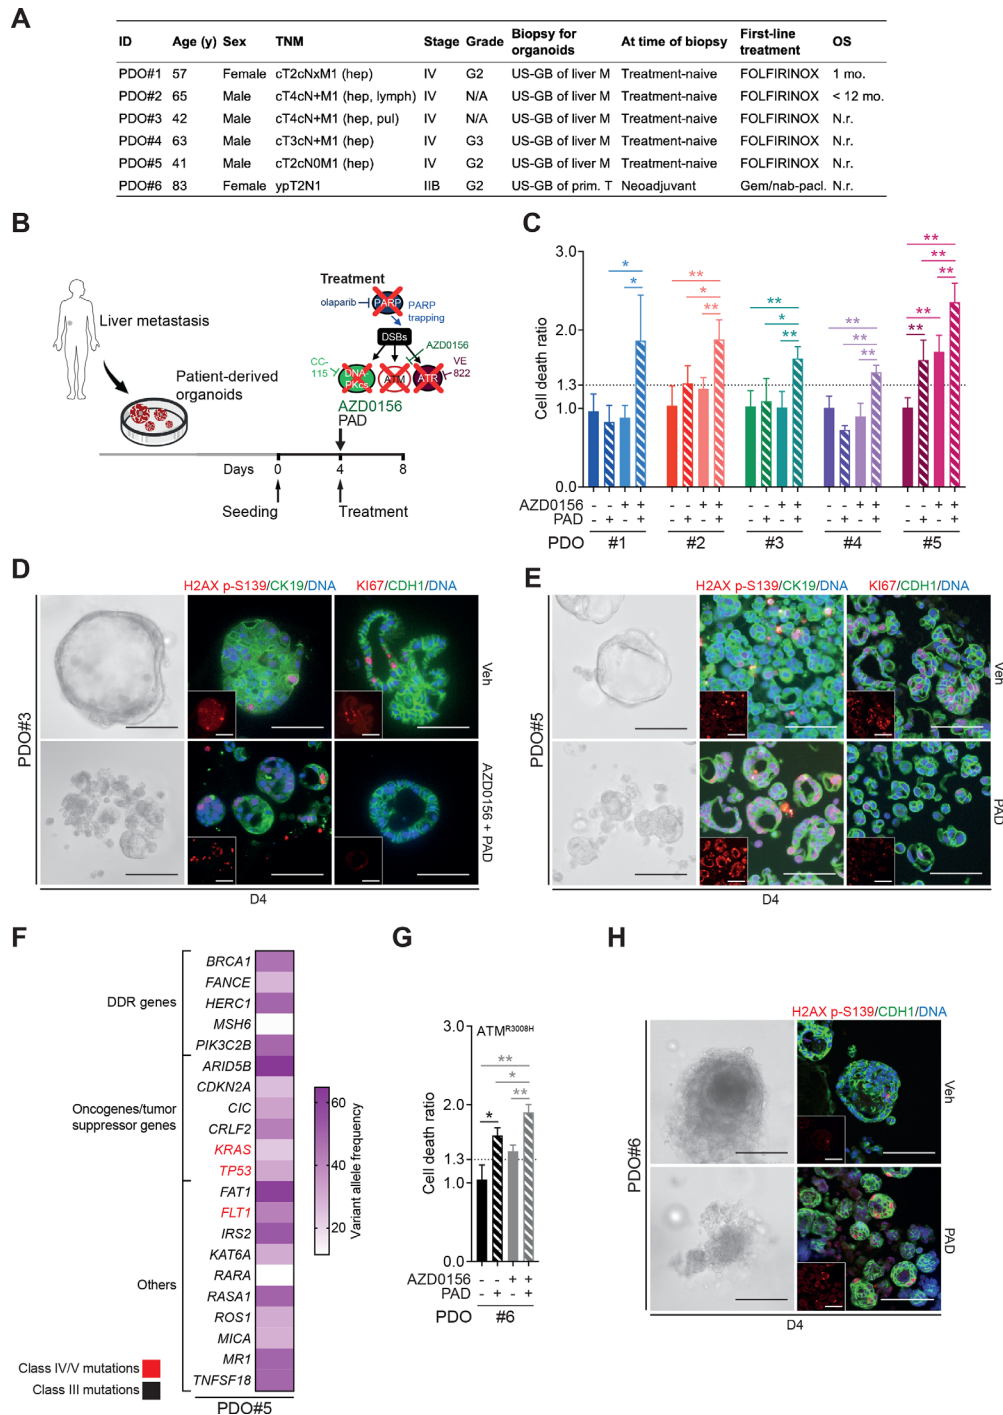 A
ID Age (y) Sex TNM Stage Grade Biopsy for organoids At time of biopsy First-line treatment OS
PDO#1 57 Female cT2cNxM1 (hep) IV G2 US-GB of liver M Treatment-naive FOLFIRINOX 1 mo.
PDO#2 65 Male cT4cN+M1 (hep, lymph) IV N/A US-GB of liver M Treatment-naive FOLFIRINOX < 12 mo.
PDO#3 42 Male cT4cN+M1 (hep, pul) IV N/A US-GB of liver M Treatment-naive FOLFIRINOX N.r.
PDO#4 63 Male cT3cN+M1 (hep) IV G3 US-GB of liver M Treatment-naive FOLFIRINOX N.r.
PDO#5 41 Male cT2cN0M1 (hep) IV G2 US-GB of liver M Treatment-naive FOLFIRINOX N.r.
PDO#6 83 Female ypT2N1 IIB G2 US-GB of prim. T Neoadjuvant Gem/nab-pacl. N.r.
B
Liver metastasis
Patient-derived
organoids
Treatment
olaparib
PARP
PARP
trapping
DSBs
AZD0156
CC-
115
DNA-
PKcs
ATM
ATR
VE
822
AZD0156
PAD
Days 0 4 8
Seeding Treatment
C
Cell death ratio
3.0
2.0
1.3
1.0
0.0
* *
** * **
** * **
** ** **
** ** ** ** **
AZD0156 - - + + - - + + - - + + - - + + - - + +
PAD - + - + - + - + - + - + - + - + - + - +
PDO #1 #2 #3 #4 #5
D
H2AX p-S139/CK19/DNA KI67/CDH1/DNA
PDO#3
Veh
AZD0156 + PAD
D4
E
H2AX p-S139/CK19/DNA KI67/CDH1/DNA
PDO#5
Veh
PAD
D4
F
DDR genes
BRCA1
FANCE
HERC1
MSH6
PIK3C2B
Oncogenes/tumor
suppressor genes
ARID5B
CDKN2A
CIC
CRLF2
KRAS
TP53
Others
FAT1
FLT1
IRS2
KAT6A
RARA
RASA1
ROS1
MICA
MR1
TNFSF18
Class IV/V mutations
Class III mutations
PDO#5
Variant allele frequency
60
40
20
G
ATM^R3008H
Cell death ratio
3.0
2.0
1.3
1.0
0.0
** * ** *
AZD0156 - - + +
PAD - + - +
PDO #6
H
H2AX p-S139/CDH1/DNA
PDO#6
Veh
PAD
D4